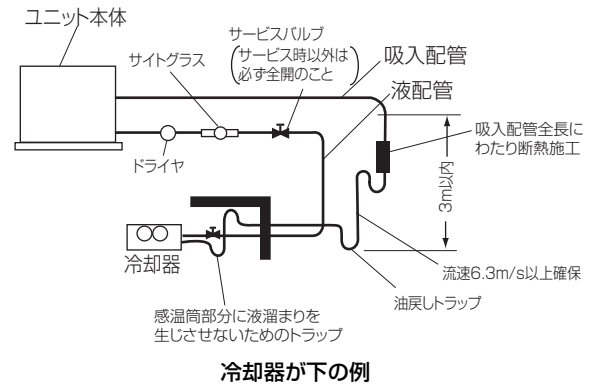 ユニット本体
サービスバルブ
(サービス時以外は
必ず全開のこと)
サイトグラス
吸入配管
液配管
ドライヤ
吸入配管全長に
わたり断熱施工
3m以内
冷却器
流速6.3m/s以上確保
油戻しトラップ
感温筒部分に液溜まりを
生じさせないためのトラップ
冷却器が下の例